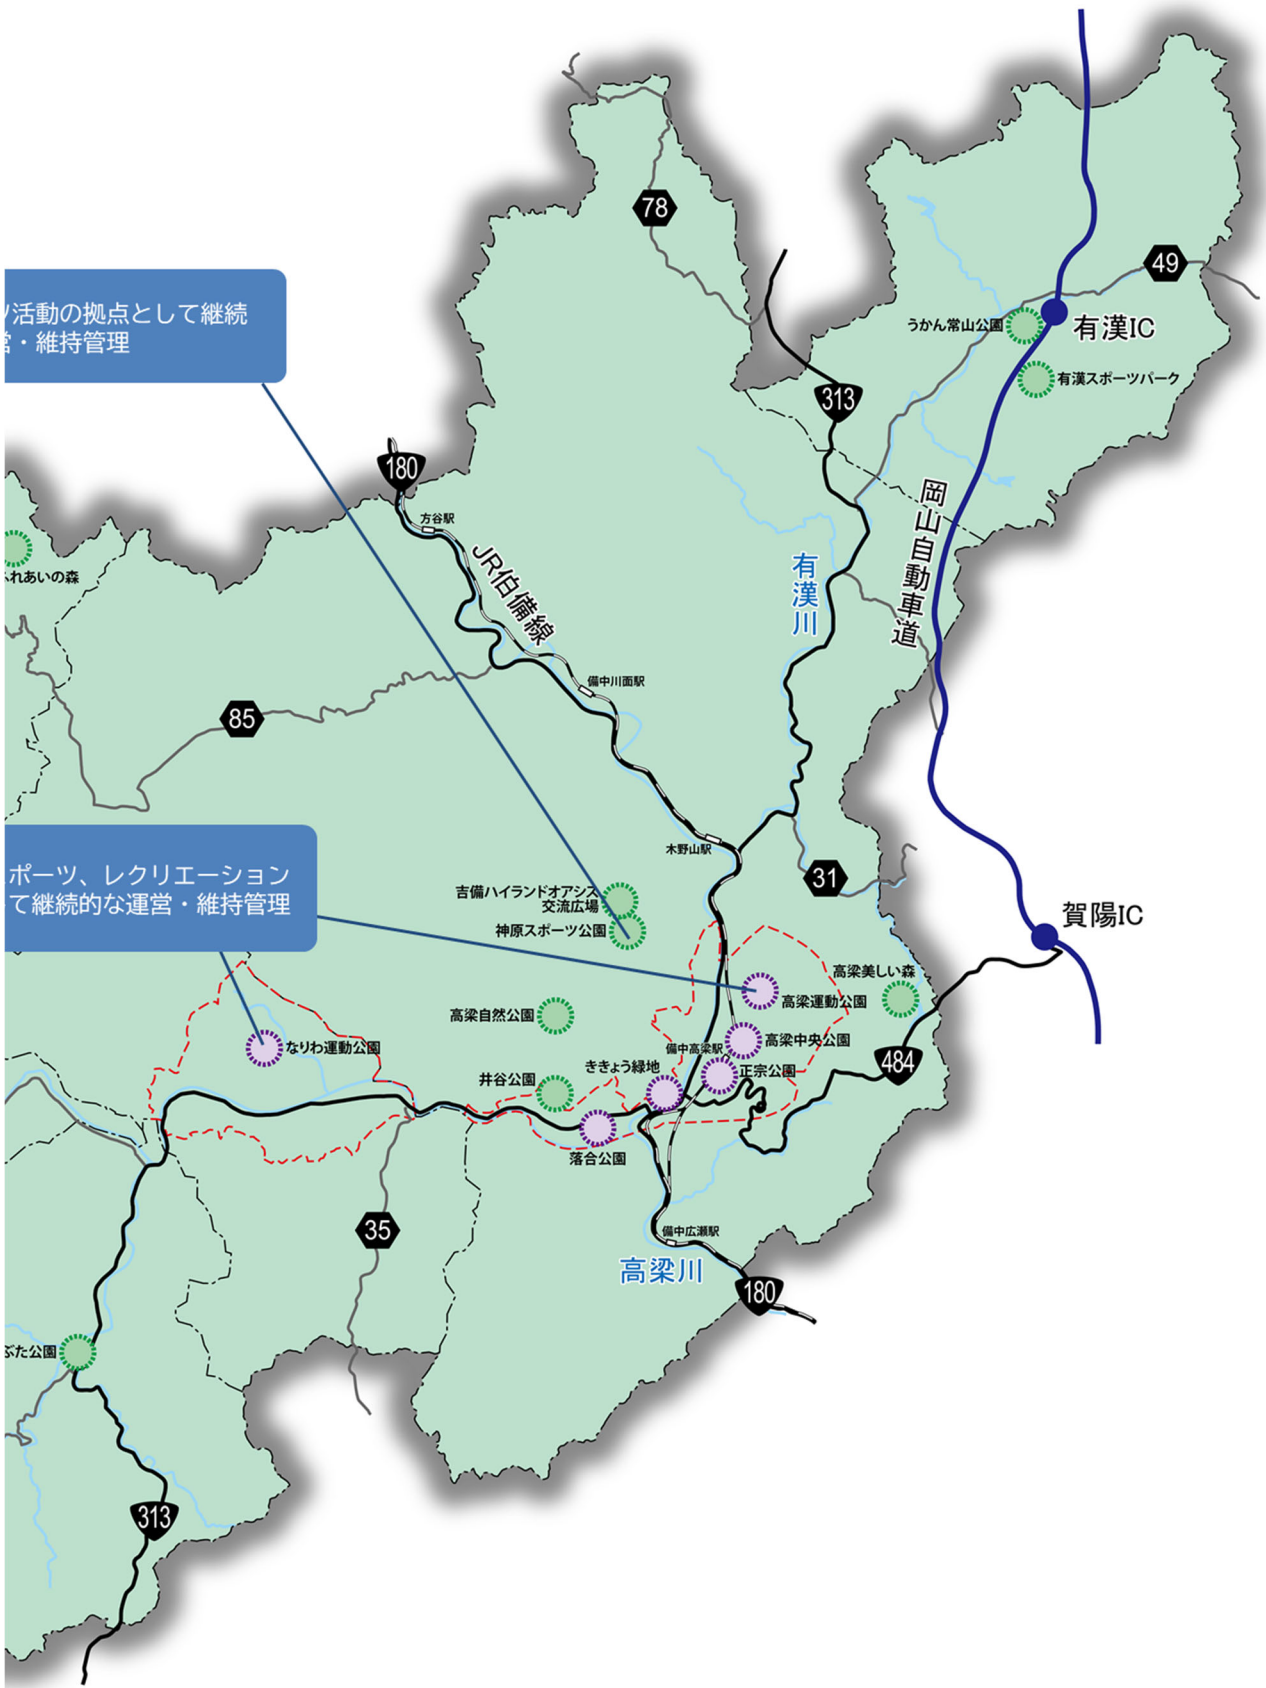 78
49
活動の拠点として継続
営・維持管理
うかん常山公園
有漢IC
有漢スポーツパーク
313
180
方谷駅
岡山自動車道
JR伯備線
有漢川
ふれあいの森
備中川面駅
85
木野山駅
31
ポーツ、レクリエーション
て継続的な運営・維持管理
吉備ハイランドオアシス
交流広場
神原スポーツ公園
賀陽IC
高梁美しい森
高梁運動公園
高梁自然公園
なりわ運動公園
高梁中央公園
備中高梁駅
484
ききょう緑地
正宗公園
井谷公園
落合公園
35
備中広瀬駅
高梁川
180
ぶた公園
313